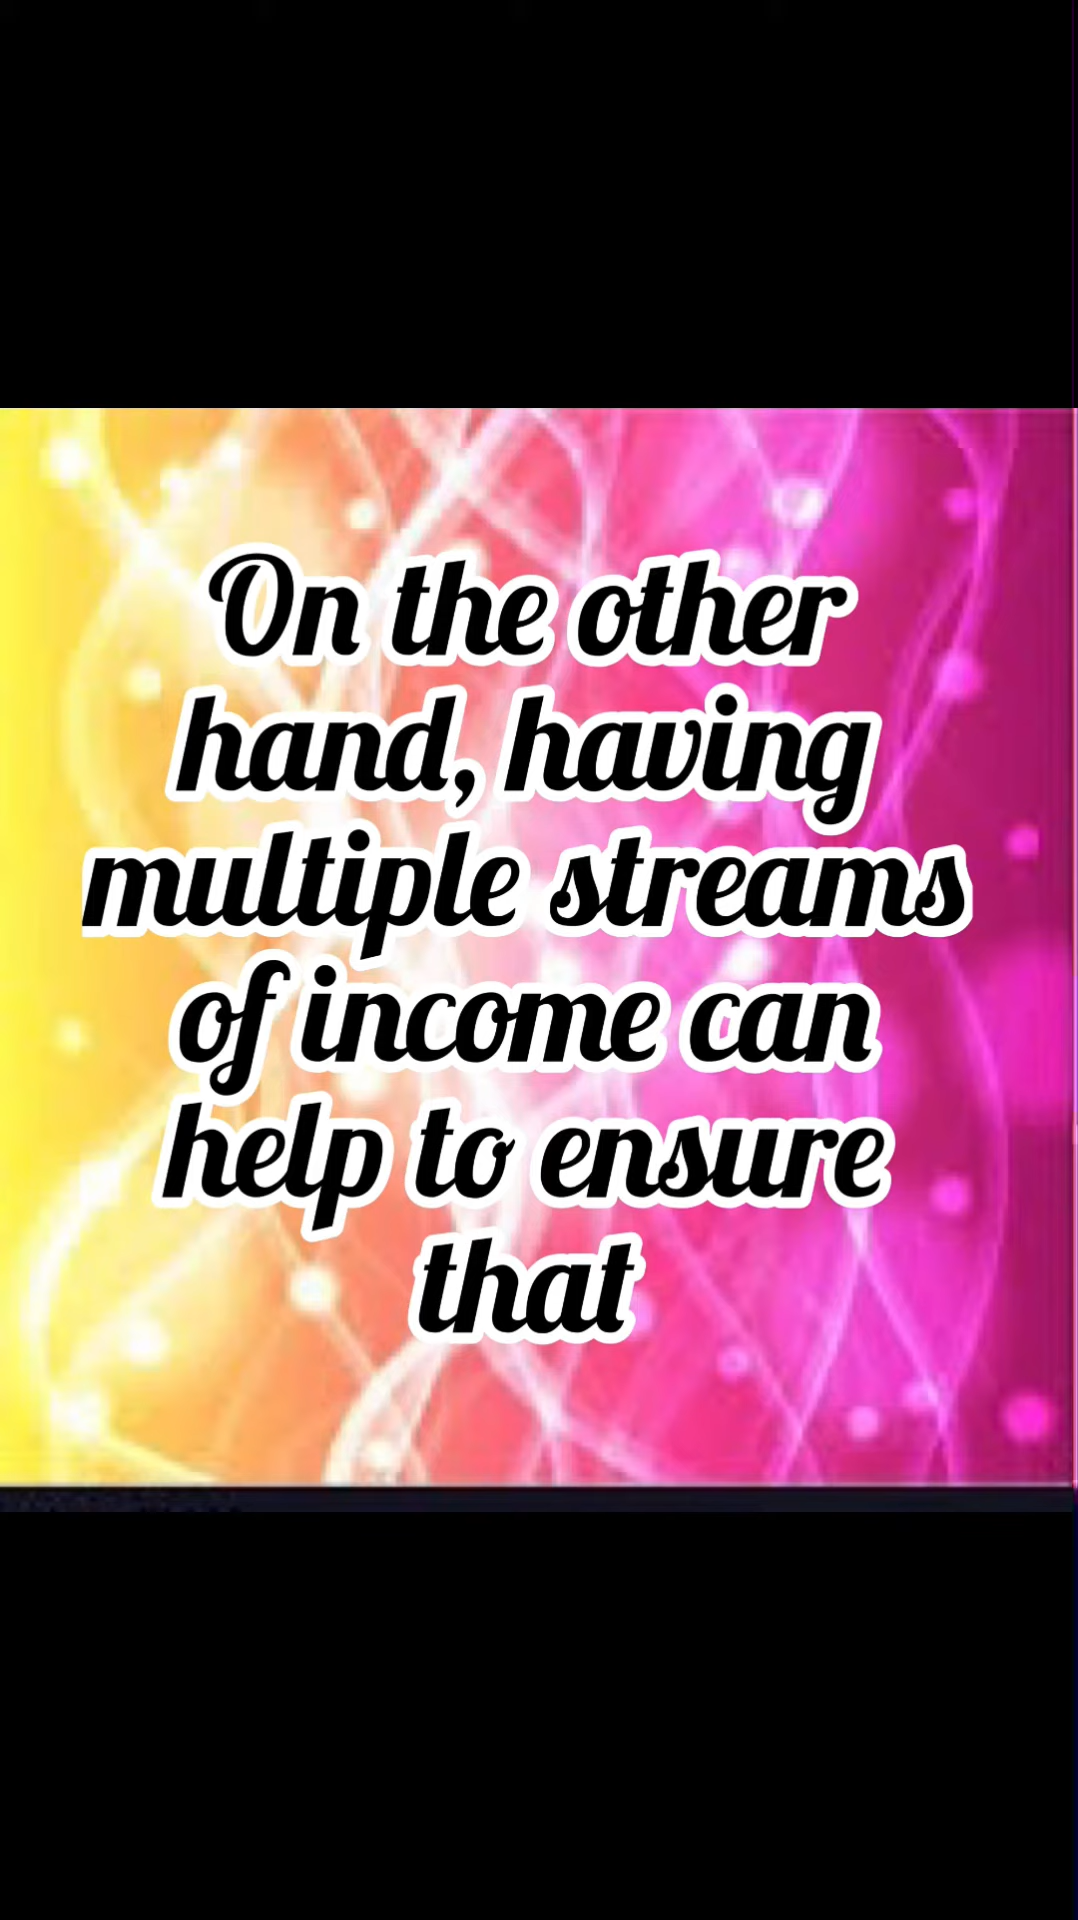 On the other
hand, having
multiple streams
of income can
help to ensure
that